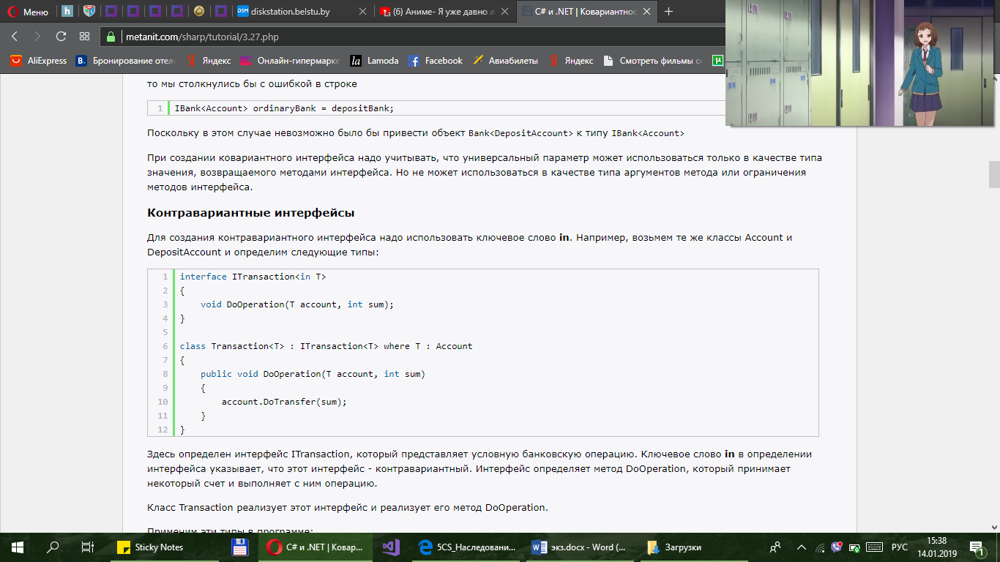 Меню
h
DSM diskstation.belstu.by
(6) Аниме- Я уже давно л
C# и .NET | Ковариантнос
metanit.com/sharp/tutorial/3.27.php
AliExpress
B. Бронирование отеле
Я Яндекс
Онлайн-гипермарке
la Lamoda
f Facebook
Авиабилеты
Я Яндекс
Смотреть фильмы о
µ
то мы столкнулись бы с ошибкой в строке
1 IBank<Account> ordinaryBank = depositBank;
Поскольку в этом случае невозможно было бы привести объект Bank<DepositAccount> к типу IBank<Account>
При создании ковариантного интерфейса надо учитывать, что универсальный параметр может использоваться только в качестве типа
значения, возвращаемого методами интерфейса. Но не может использоваться в качестве типа аргументов метода или ограничения
методов интерфейса.
Контравариантные интерфейсы
Для создания контравариантного интерфейса надо использовать ключевое слово in. Например, возьмем те же классы Account и
DepositAccount и определим следующие типы:
1 interface ITransaction<in T>
2 {
3 void DoOperation(T account, int sum);
4 }
5
6 class Transaction<T> : ITransaction<T> where T : Account
7 {
8 public void DoOperation(T account, int sum)
9 {
10 account.DoTransfer(sum);
11 }
12 }
Здесь определен интерфейс ITransaction, который представляет условную банковскую операцию. Ключевое слово in в определении
интерфейса указывает, что этот интерфейс - контравариантный. Интерфейс определяет метод DoOperation, который принимает
некоторый счет и выполняет с ним операцию.
Класс Transaction реализует этот интерфейс и реализует его метод DoOperation.
Применим эти типы в программе:
Sticky Notes
C# и .NET | Ковар...
5CS_Наследовани...
экз.docx - Word (...
Загрузки
РУС
15:38
14.01.2019
1